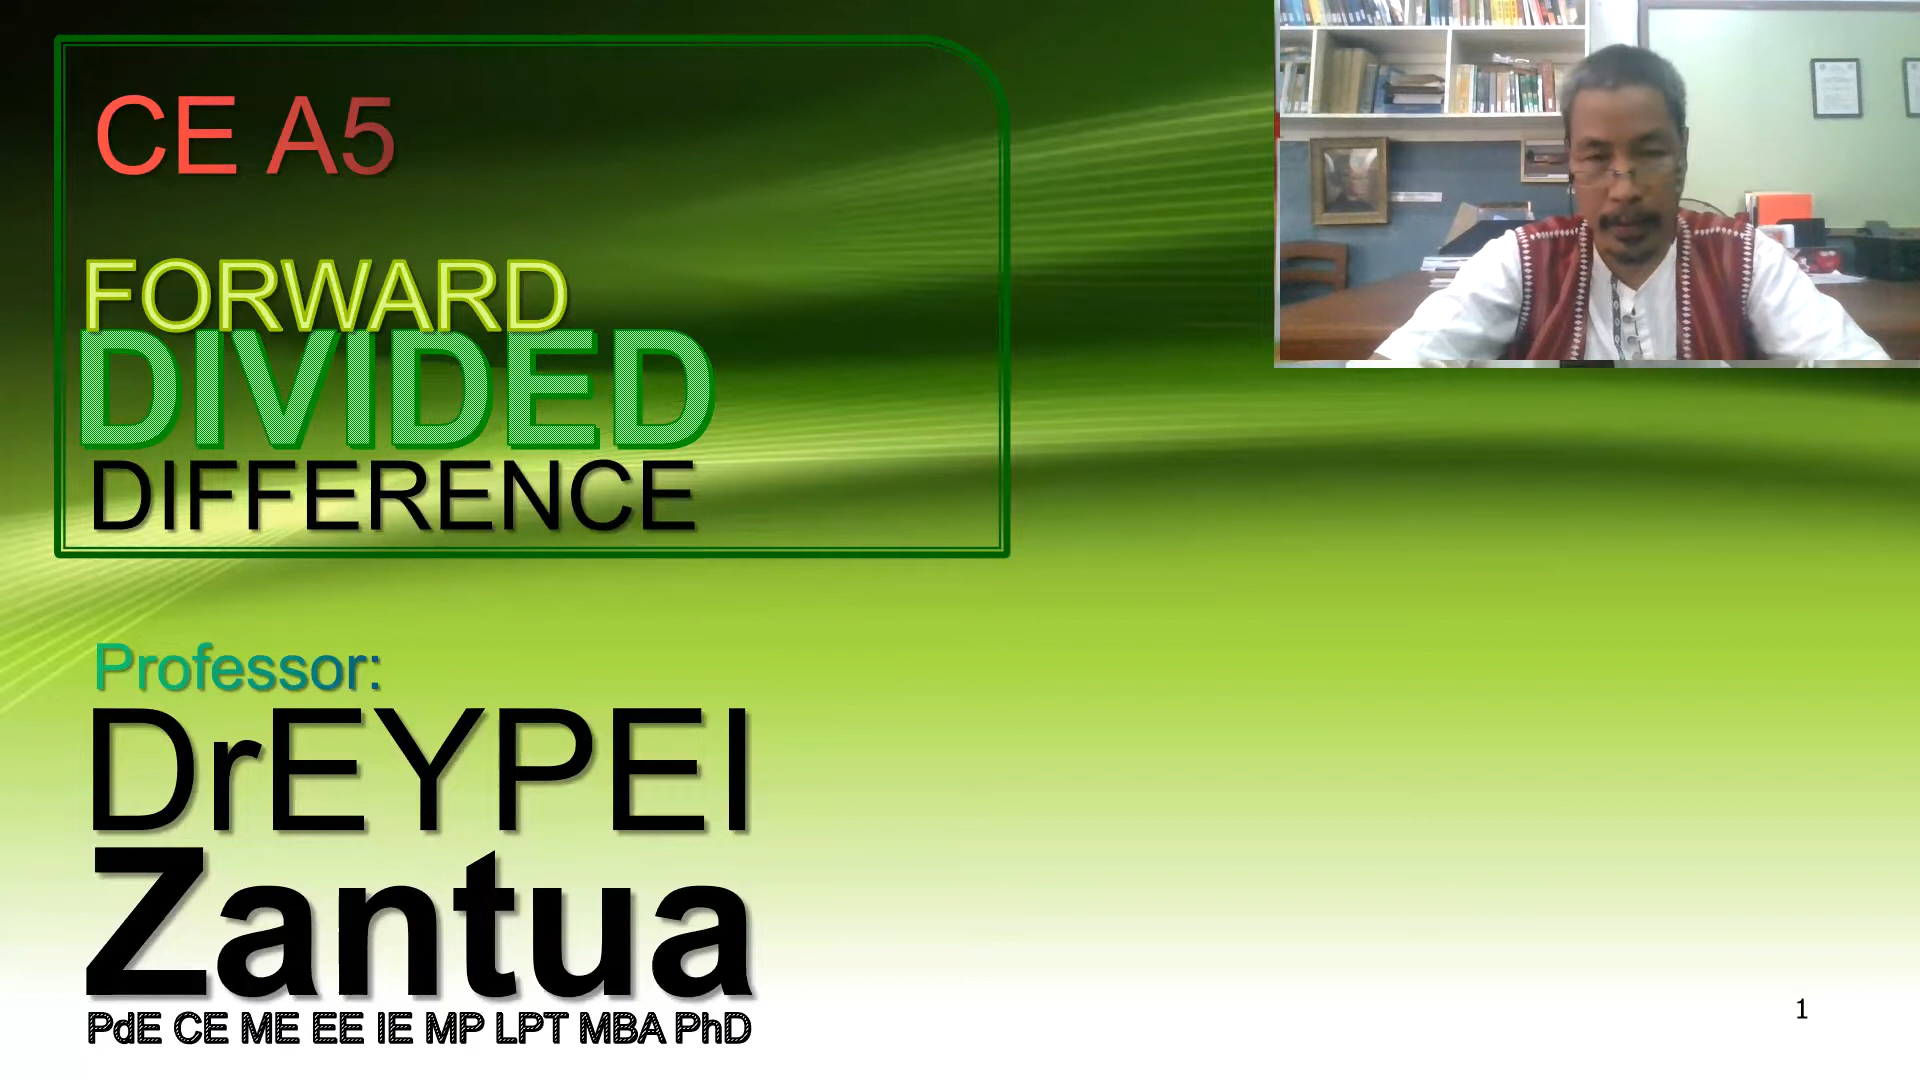 CE A5
FORWARD
DIVIDED
DIFFERENCE
Professor:
DrEYPEI
Zantua
PdE CE ME EE IE MP LPT MBA PhD
1